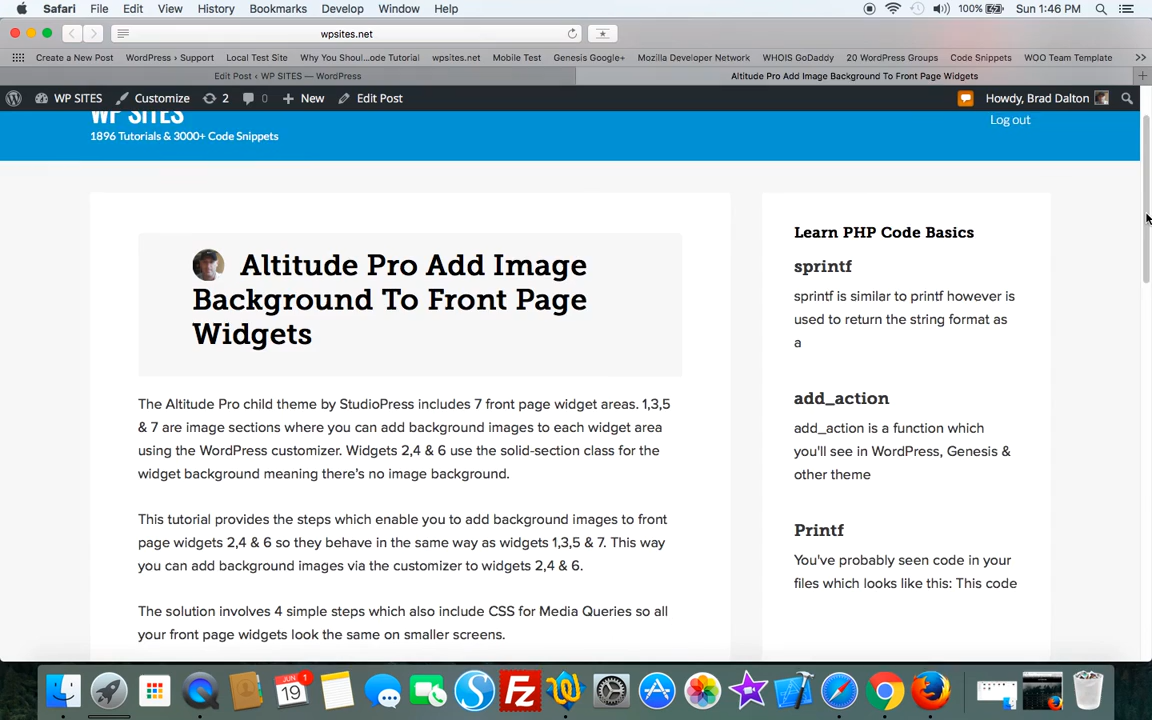 Safari File Edit View History Bookmarks Develop Window Help 100% Sun 1:46 PM
wpsites.net
Create a New Post WordPress › Support Local Test Site Why You Shoul...ode Tutorial wpsites.net Mobile Test Genesis Google+ Mozilla Developer Network WHOIS GoDaddy 20 WordPress Groups Code Snippets WOO Team Template
Edit Post ‹ WP SITES — WordPress Altitude Pro Add Image Background To Front Page Widgets
WP SITES Customize 2 0 New Edit Post Howdy, Brad Dalton
WP SITES
1896 Tutorials & 3000+ Code Snippets
Log out
Altitude Pro Add Image
Background To Front Page
Widgets
The Altitude Pro child theme by StudioPress includes 7 front page widget areas. 1,3,5
& 7 are image sections where you can add background images to each widget area
using the WordPress customizer. Widgets 2,4 & 6 use the solid-section class for the
widget background meaning there's no image background.
This tutorial provides the steps which enable you to add background images to front
page widgets 2,4 & 6 so they behave in the same way as widgets 1,3,5 & 7. This way
you can add background images via the customizer to widgets 2,4 & 6.
The solution involves 4 simple steps which also include CSS for Media Queries so all
your front page widgets look the same on smaller screens.
Learn PHP Code Basics
sprintf
sprintf is similar to printf however is
used to return the string format as
a
add_action
add_action is a function which
you'll see in WordPress, Genesis &
other theme
Printf
You've probably seen code in your
files which looks like this: This code
19
1